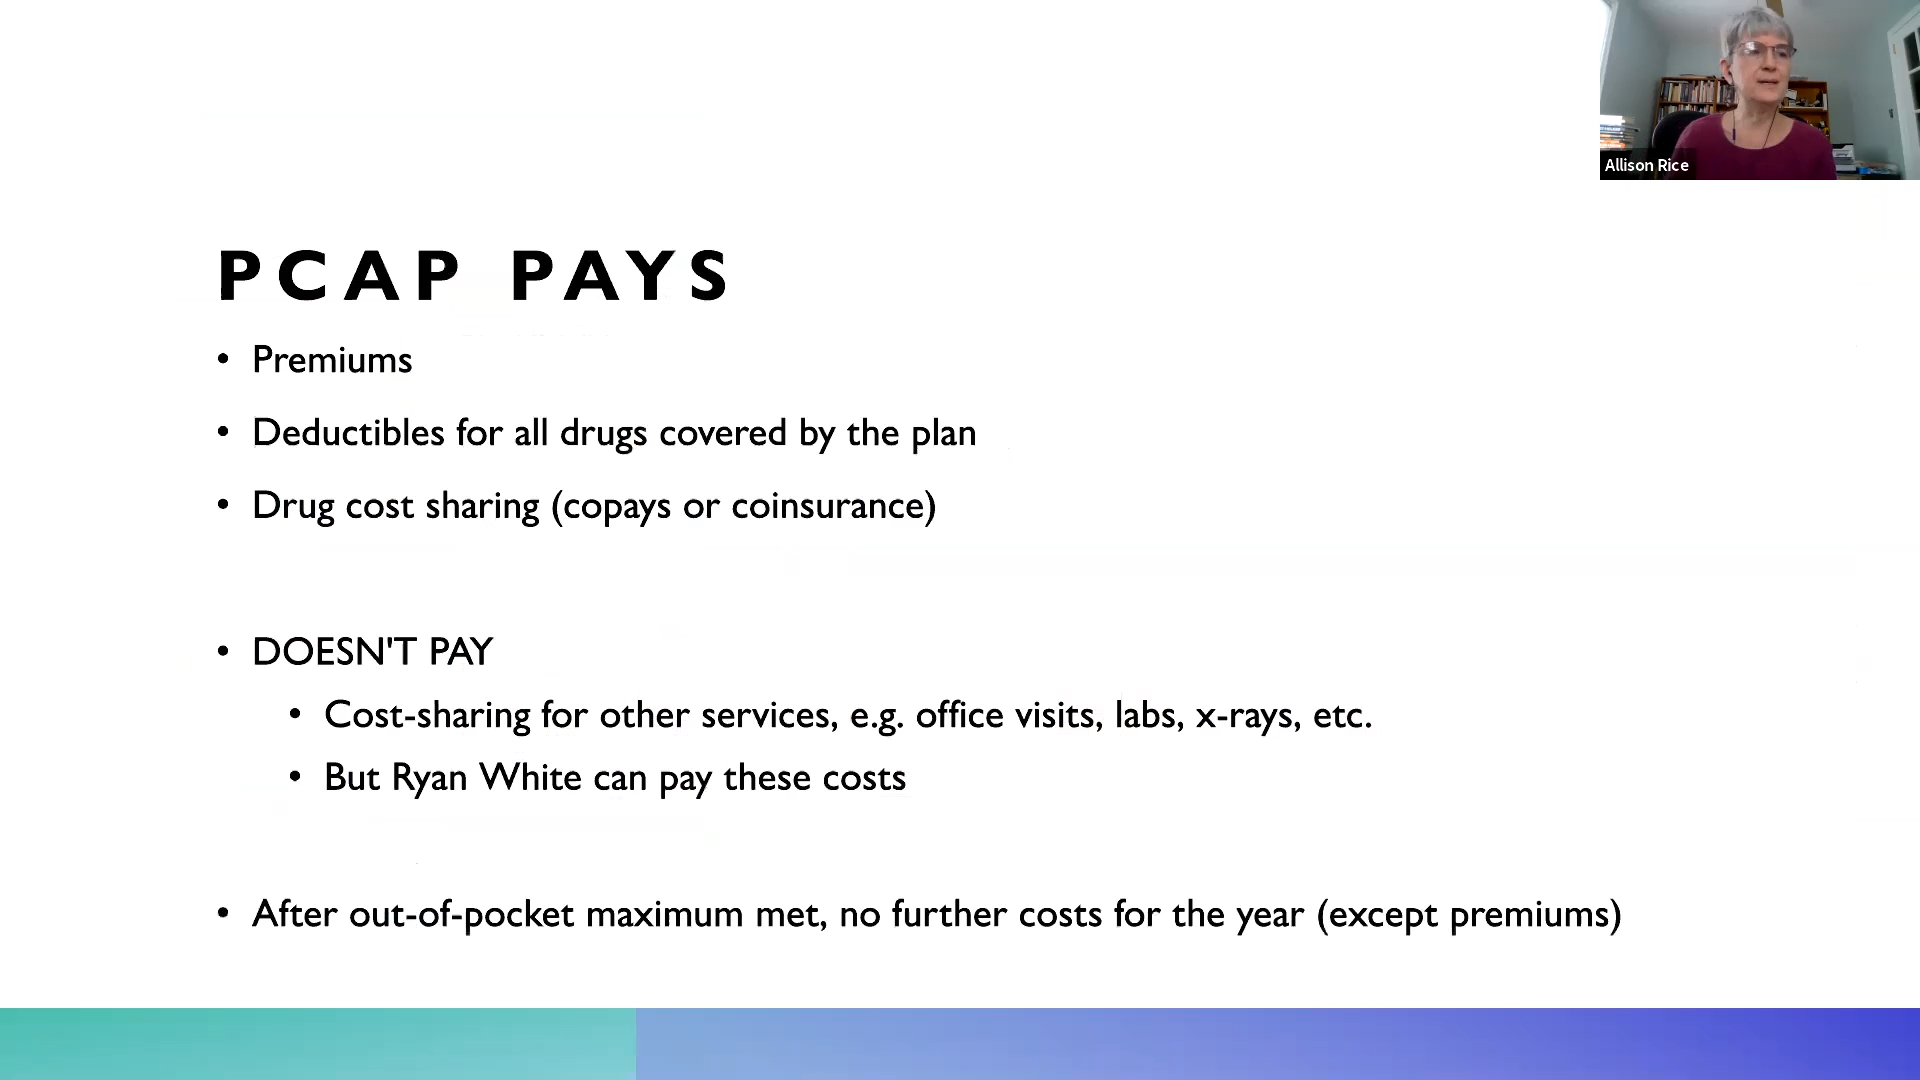 Allison Rice
PCAP PAYS
• Premiums
• Deductibles for all drugs covered by the plan
• Drug cost sharing (copays or coinsurance)
• DOESN'T PAY
• Cost-sharing for other services, e.g. office visits, labs, x-rays, etc.
• But Ryan White can pay these costs
• After out-of-pocket maximum met, no further costs for the year (except premiums)